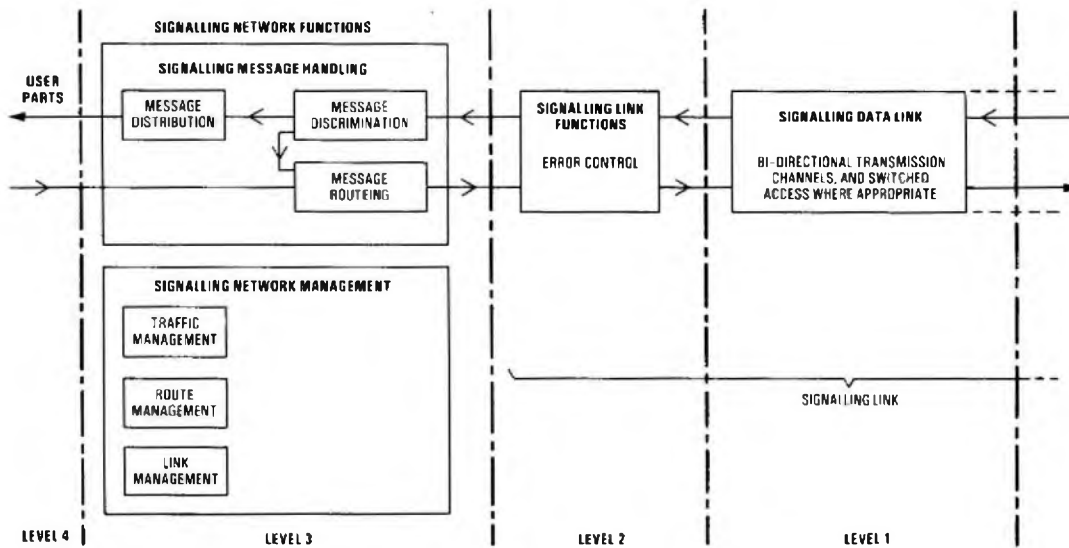 SIGNALLING NETWORK FUNCTIONS
SIGNALLING MESSAGE HANDLING
USER
PARTS
MESSAGE
DISTRIBUTION
MESSAGE
DISCRIMINATION
MESSAGE
ROUTEING
SIGNALLING LINK
FUNCTIONS
ERROR CONTROL
SIGNALLING DATA LINK
BI-DIRECTIONAL TRANSMISSION
CHANNELS, AND SWITCHED
ACCESS WHERE APPROPRIATE
SIGNALLING NETWORK MANAGEMENT
TRAFFIC
MANAGEMENT
ROUTE
MANAGEMENT
LINK
MANAGEMENT
SIGNALLING LINK
LEVEL 4
LEVEL 3
LEVEL 2
LEVEL 1